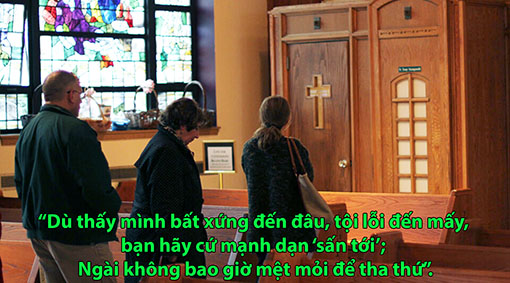 “Dù thấy mình bất xứng đến đâu, tội lỗi đến mấy,
bạn hãy cứ mạnh dạn ‘sấn tới’;
Ngài không bao giờ mệt mỏi để tha thứ”.